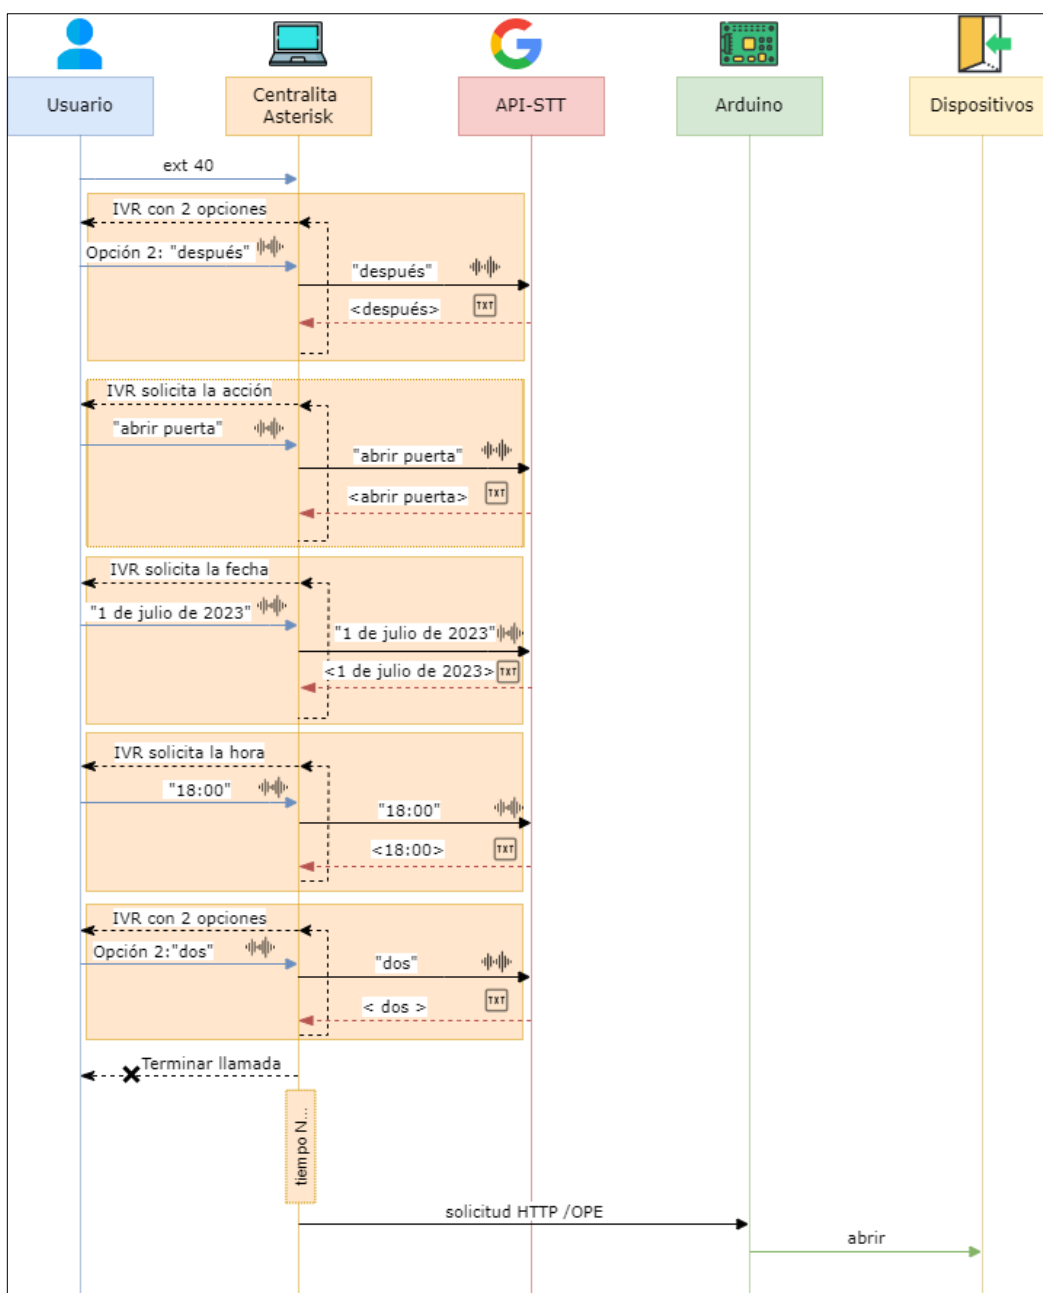 Usuario
Centralita
Asterisk
API-STT
Arduino
Dispositivos
ext 40
IVR con 2 opciones
Opción 2: "después"
"después"
<después>
TXT
IVR solicita la acción
"abrir puerta"
"abrir puerta"
<abrir puerta>
TXT
IVR solicita la fecha
"1 de julio de 2023"
"1 de julio de 2023"
<1 de julio de 2023>
TXT
IVR solicita la hora
"18:00"
"18:00"
<18:00>
TXT
IVR con 2 opciones
Opción 2:"dos"
"dos"
< dos >
TXT
Terminar llamada
tiempo N...
solicitud HTTP /OPE
abrir